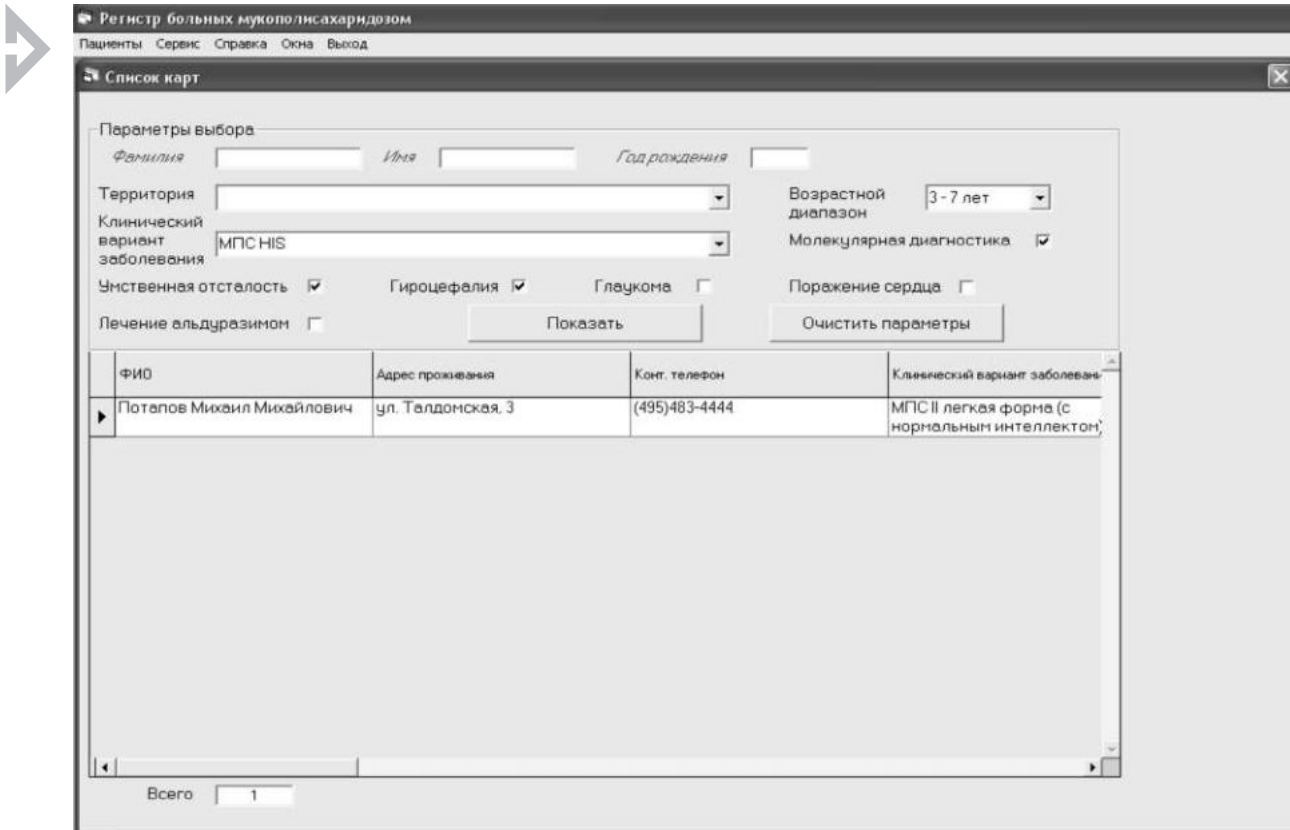 Регистр больных мукополисахаридозом
Пациенты Сервис Справка Окна Выход
Список карт
Параметры выбора
Фамилия Имя Год рождения
Территория Возрастной диапазон 3 - 7 лет
Клинический вариант заболевания МПС HIS Молекулярная диагностика
Умственная отсталость Гироцефалия Глаукома Поражение сердца
Лечение альдуразимом Показать Очистить параметры
ФИО Адрес проживания Конт. телефон Клинический вариант заболевани
Потапов Михаил Михайлович ул. Талдомская, 3 (495)483-4444 МПС II легкая форма (с
нормальным интеллектом)
Всего 1